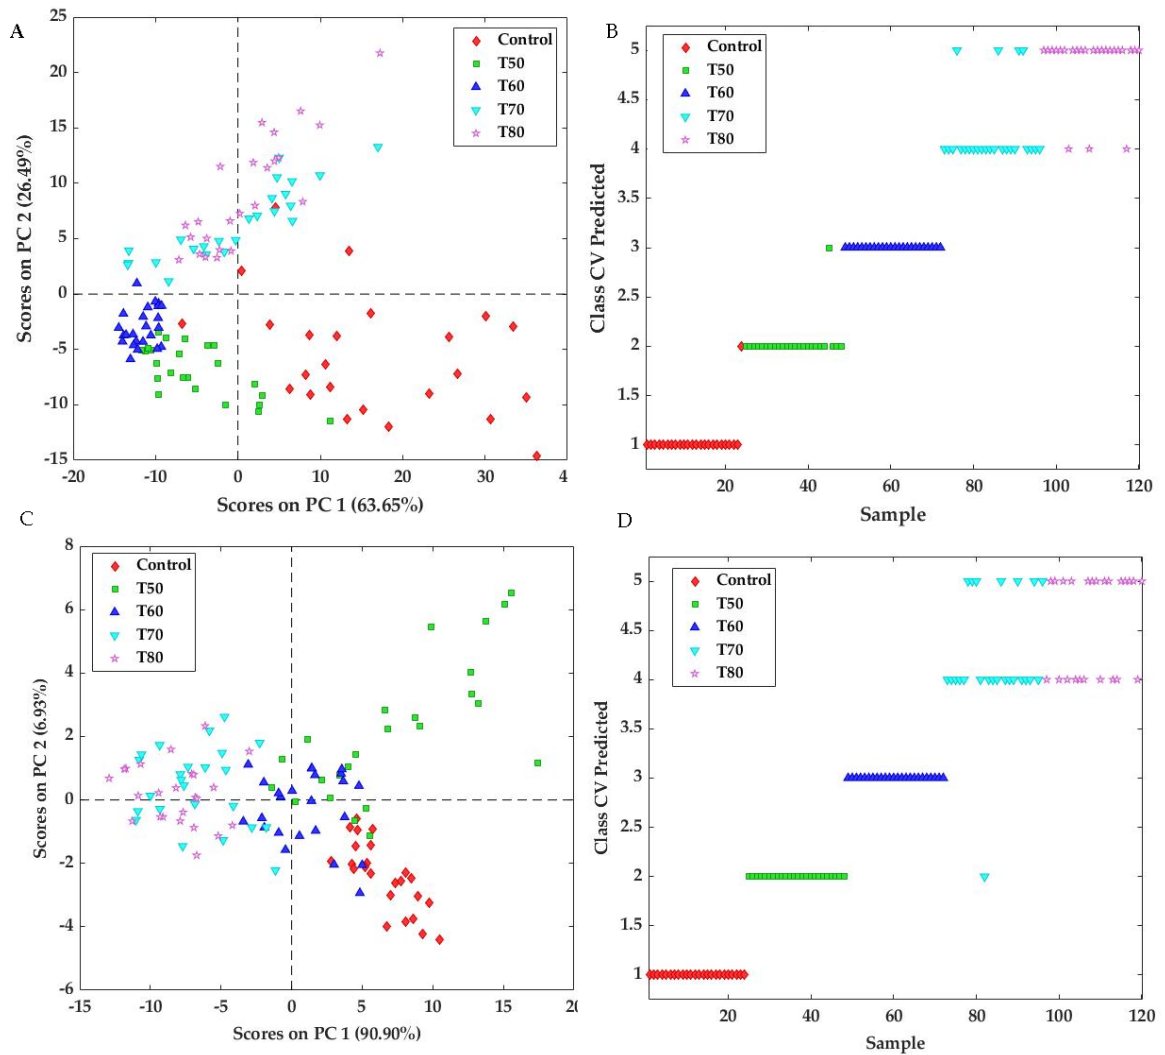 A
25
20
15
10
5
0
-5
-10
-15
-20
-10
0
10
20
30
4
Scores on PC 2 (26.49%)
Scores on PC 1 (63.65%)
Control
T50
T60
T70
T80
B
5
4.5
4
3.5
3
2.5
2
1.5
1
20
40
60
80
100
120
Class CV Predicted
Sample
Control
T50
T60
T70
T80
C
8
6
4
2
0
-2
-4
-6
-15
-10
-5
0
5
10
15
20
Scores on PC 2 (6.93%)
Scores on PC 1 (90.90%)
Control
T50
T60
T70
T80
D
5
4.5
4
3.5
3
2.5
2
1.5
1
20
40
60
80
100
120
Class CV Predicted
Sample
Control
T50
T60
T70
T80